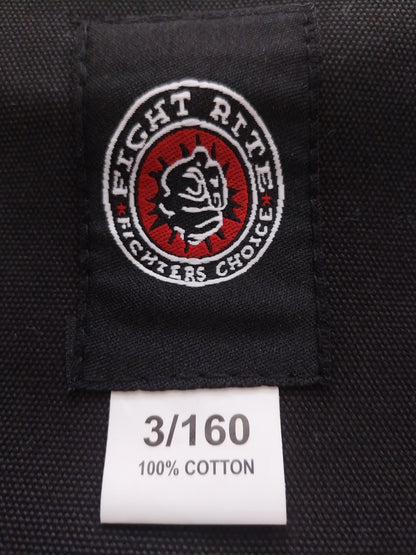 FIGHT RITE
FIGHTERS CHOICE
3/160
100% COTTON